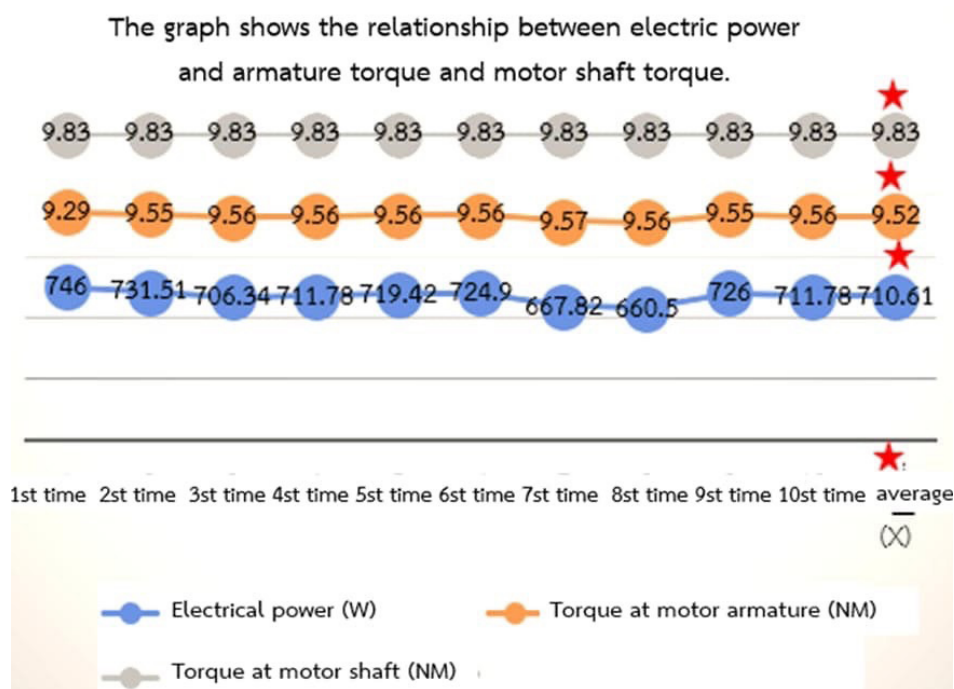 The graph shows the relationship between electric power
and armature torque and motor shaft torque.
9.83 9.83 9.83 9.83 9.83 9.83 9.83 9.83 9.83 9.83 9.83
9.29 9.55 9.56 9.56 9.56 9.56 9.57 9.56 9.55 9.56 9.52
746 731.51 706.34 711.78 719.42 724.9 667.82 660.5 726 711.78 710.61
1st time 2st time 3st time 4st time 5st time 6st time 7st time 8st time 9st time 10st time average
(X)
Electrical power (W) Torque at motor armature (NM)
Torque at motor shaft (NM)